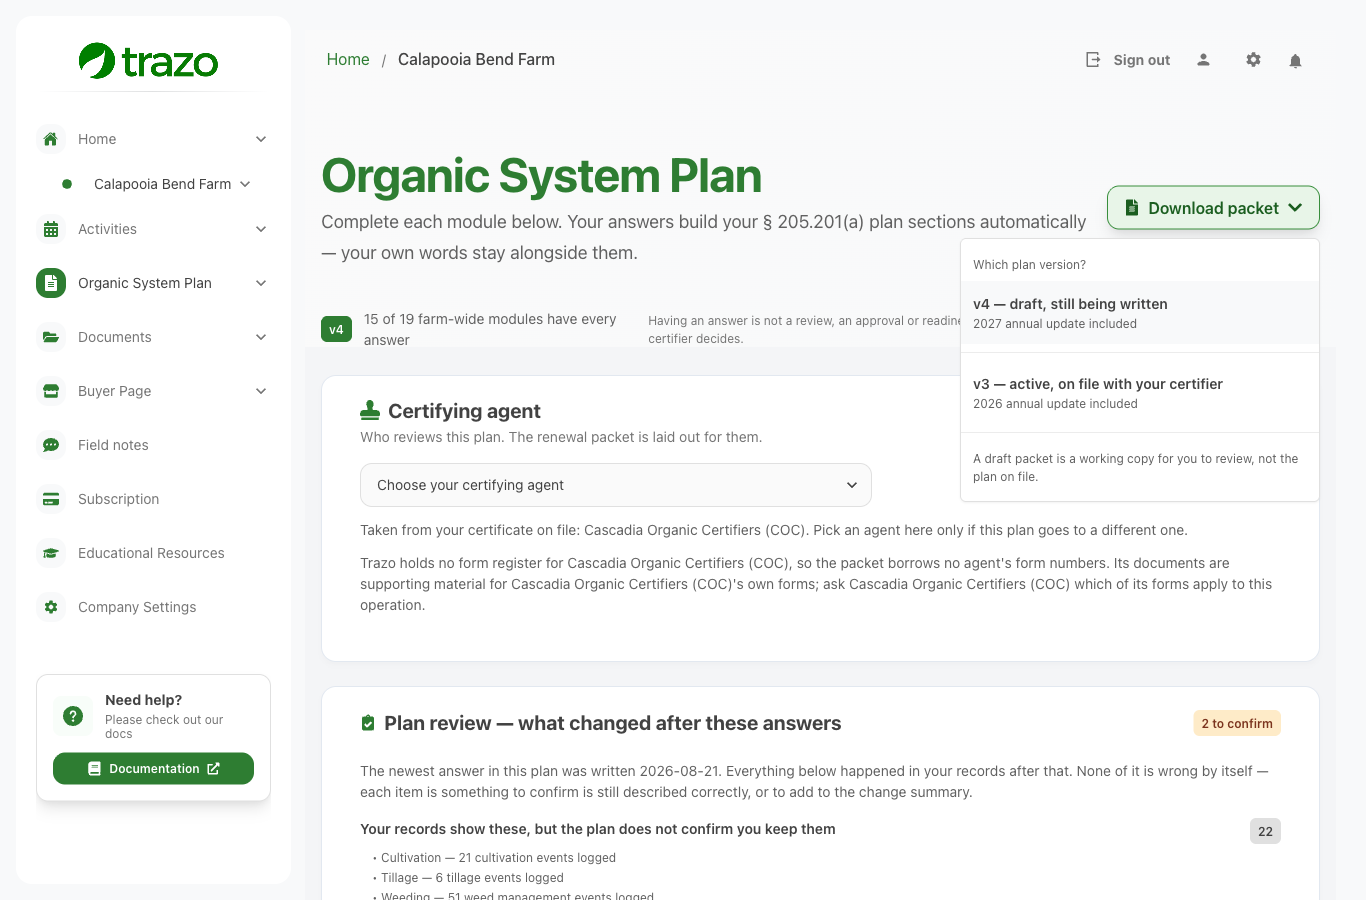 trazo
Home
Calapooia Bend Farm
Activities
Organic System Plan
Documents
Buyer Page
Field notes
Subscription
Educational Resources
Company Settings
Need help?
Please check out our
docs
Documentation
Home / Calapooia Bend Farm
Sign out
Organic System Plan
Complete each module below. Your answers build your § 205.201(a) plan sections automatically
— your own words stay alongside them.
Download packet
Which plan version?
v4 — draft, still being written
2027 annual update included
v3 — active, on file with your certifier
2026 annual update included
A draft packet is a working copy for you to review, not the
plan on file.
v4
15 of 19 farm-wide modules have every
answer
Having an answer is not a review, an approval or
certifier decides.
Certifying agent
Who reviews this plan. The renewal packet is laid out for them.
Choose your certifying agent
Taken from your certificate on file: Cascadia Organic Certifiers (COC). Pick an agent here only if this plan goes to a different one.
Trazo holds no form register for Cascadia Organic Certifiers (COC), so the packet borrows no agent's form numbers. Its documents are
supporting material for Cascadia Organic Certifiers (COC)'s own forms; ask Cascadia Organic Certifiers (COC) which of its forms apply to this
operation.
Plan review — what changed after these answers
2 to confirm
The newest answer in this plan was written 2026-08-21. Everything below happened in your records after that. None of it is wrong by itself —
each item is something to confirm is still described correctly, or to add to the change summary.
Your records show these, but the plan does not confirm you keep them
22
• Cultivation — 21 cultivation events logged
• Tillage — 6 tillage events logged
• Weeding — 51 weed management events logged